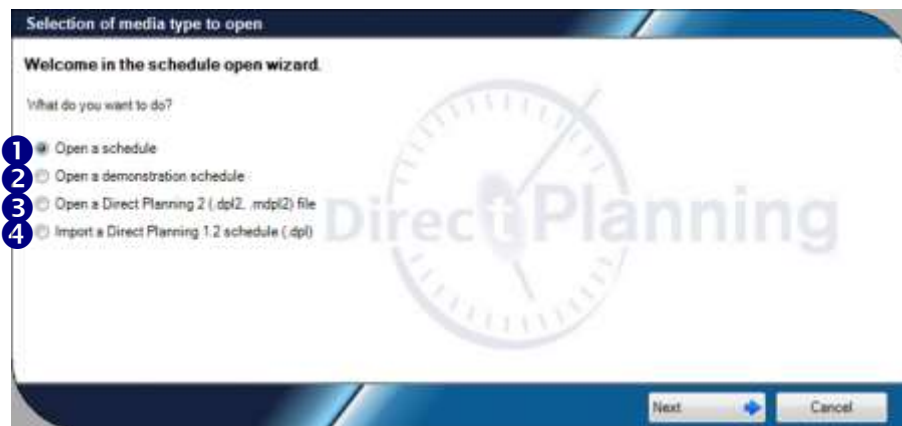 Selection of media type to open
Welcome in the schedule open wizard.
What do you want to do?
1 Open a schedule
2 Open a demonstration schedule
3 Open a Direct Planning 2 (.dpl2, .mdpl2) file
4 Import a Direct Planning 1.2 schedule (.dpl)
Direct Planning
Next Cancel